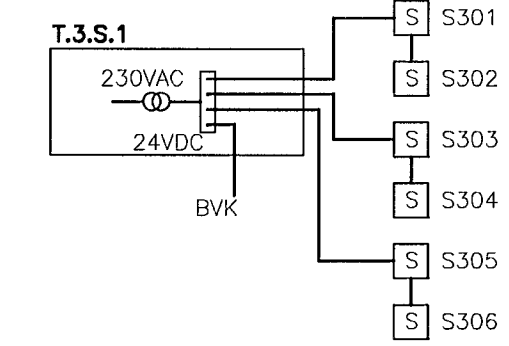 T.3.S.1
230VAC
24VDC
BVK
S S301
S S302
S S303
S S304
S S305
S S306